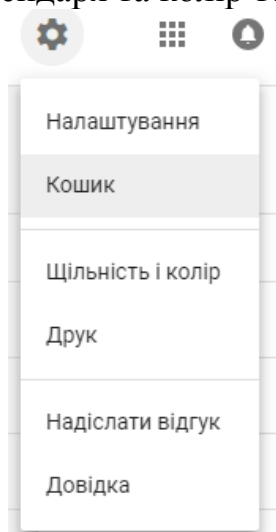 Налаштування
Кошик
Щільність і колір
Друк
Надіслати відгук
Довідка